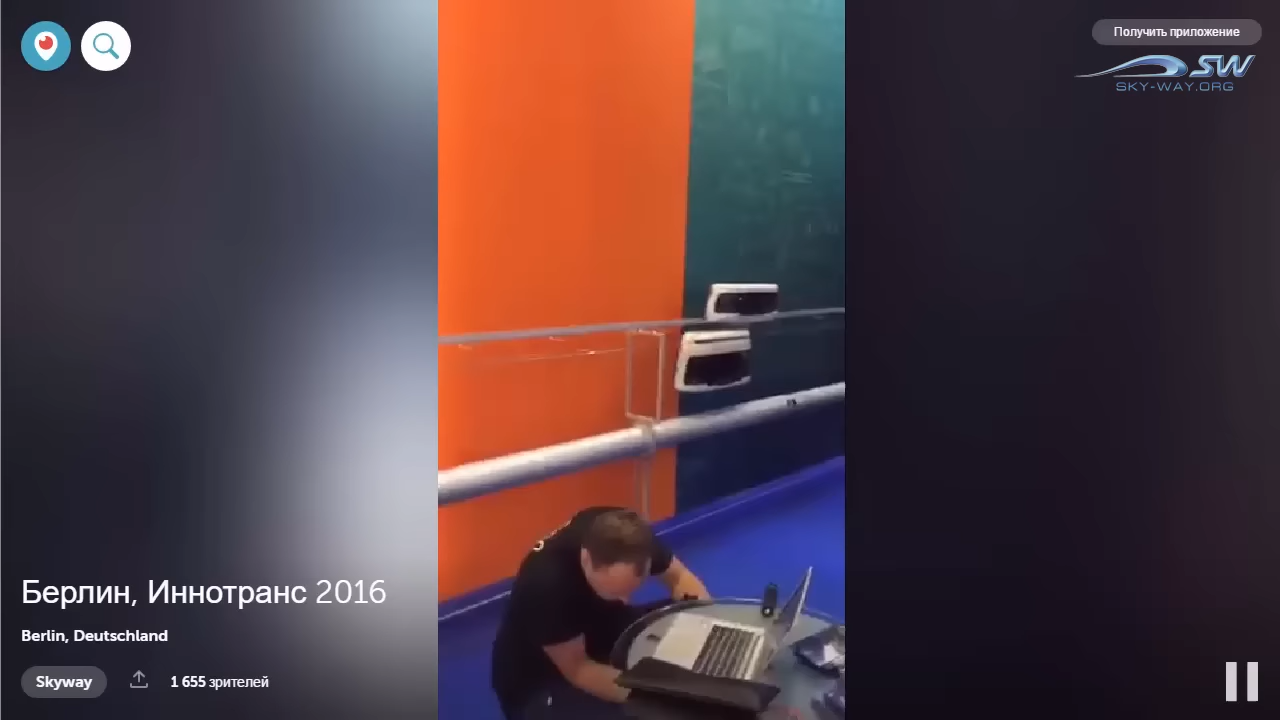 Получить приложение
SW
SKY-WAY.ORG
Берлин, Иннотранс 2016
Berlin, Deutschland
Skyway
1 655 зрителей